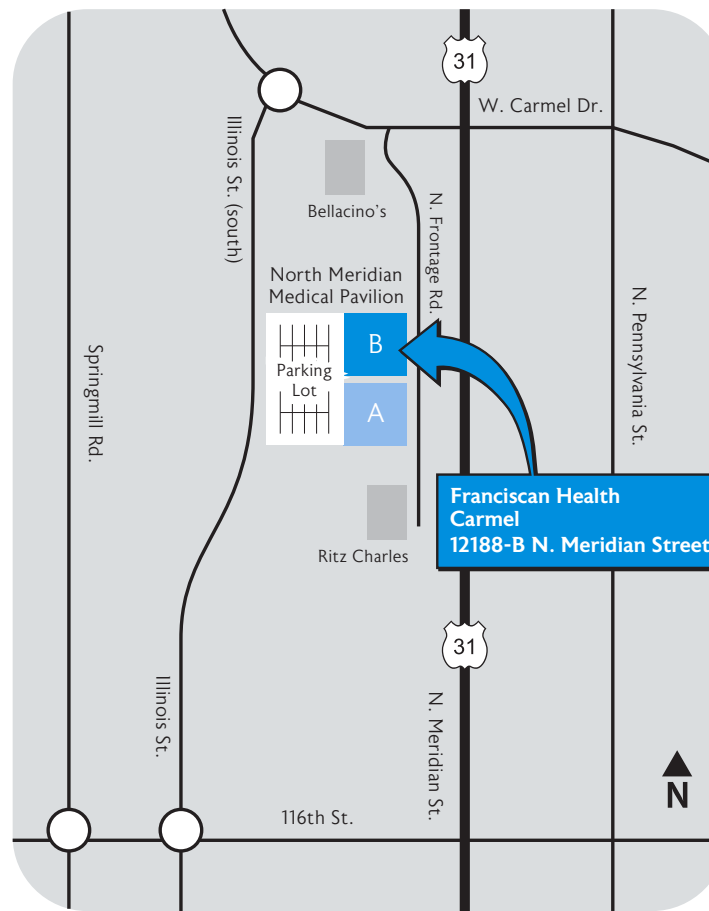 31
W. Carmel Dr.
Illinois St. (south)
Bellacino’s
N. Frontage Rd.
North Meridian
Medical Pavilion
B
Parking
Lot
A
N. Pennsylvania St.
Springmill Rd.
Franciscan Health
Carmel
12188-B N. Meridian Street
Ritz Charles
31
Illinois St.
N. Meridian St.
N
116th St.